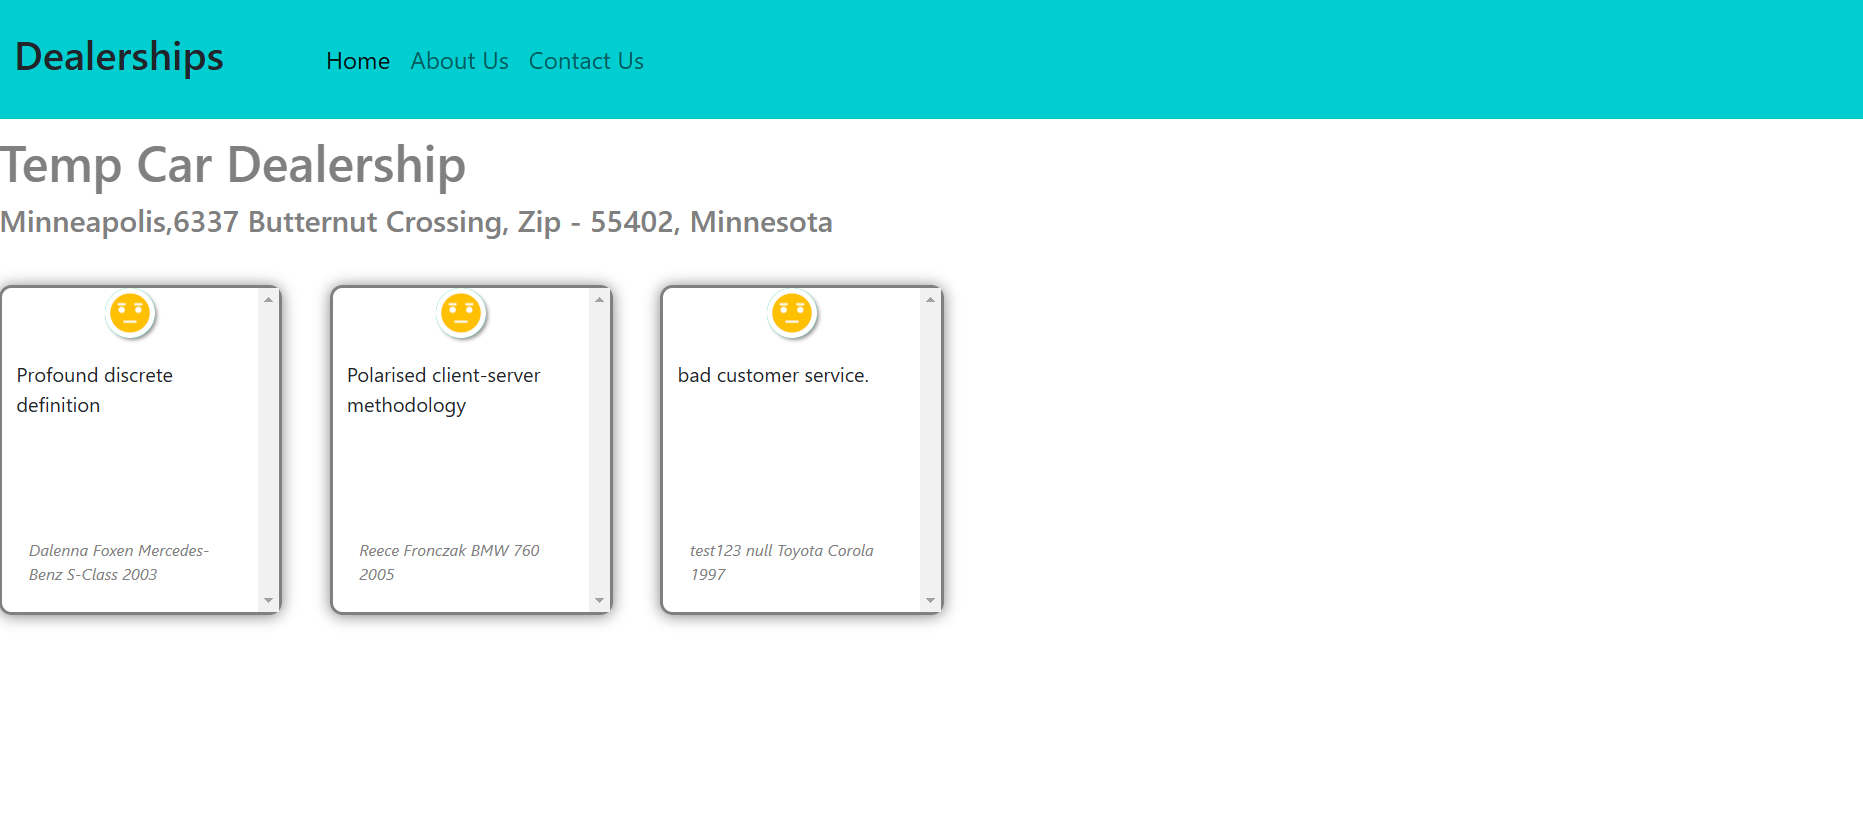 Dealerships
Home About Us Contact Us
Temp Car Dealership
Minneapolis,6337 Butternut Crossing, Zip - 55402, Minnesota
Profound discrete
definition
Dalenna Foxen Mercedes-
Benz S-Class 2003
Polarised client-server
methodology
Reece Fronczak BMW 760
2005
bad customer service.
test123 null Toyota Corola
1997